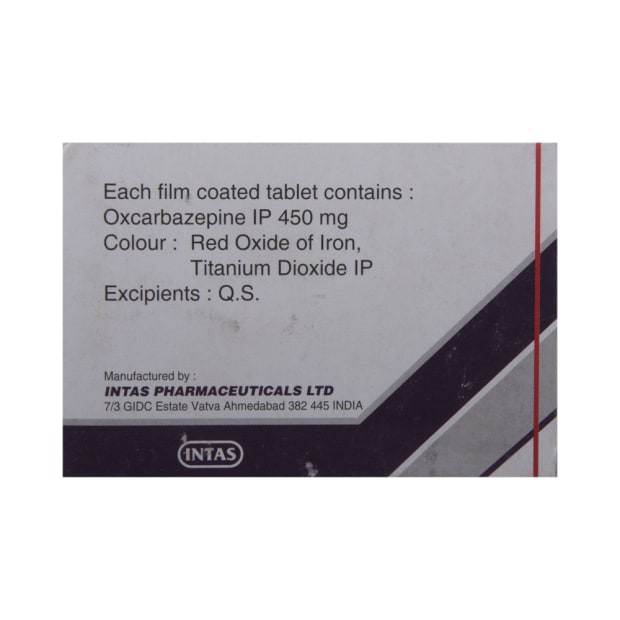 Each film coated tablet contains :
Oxcarbazepine IP 450 mg
Colour : Red Oxide of Iron,
Titanium Dioxide IP
Excipients : Q.S.
Manufactured by :
INTAS PHARMACEUTICALS LTD
7/3 GIDC Estate Vatva Ahmedabad 382 445 INDIA
INTAS